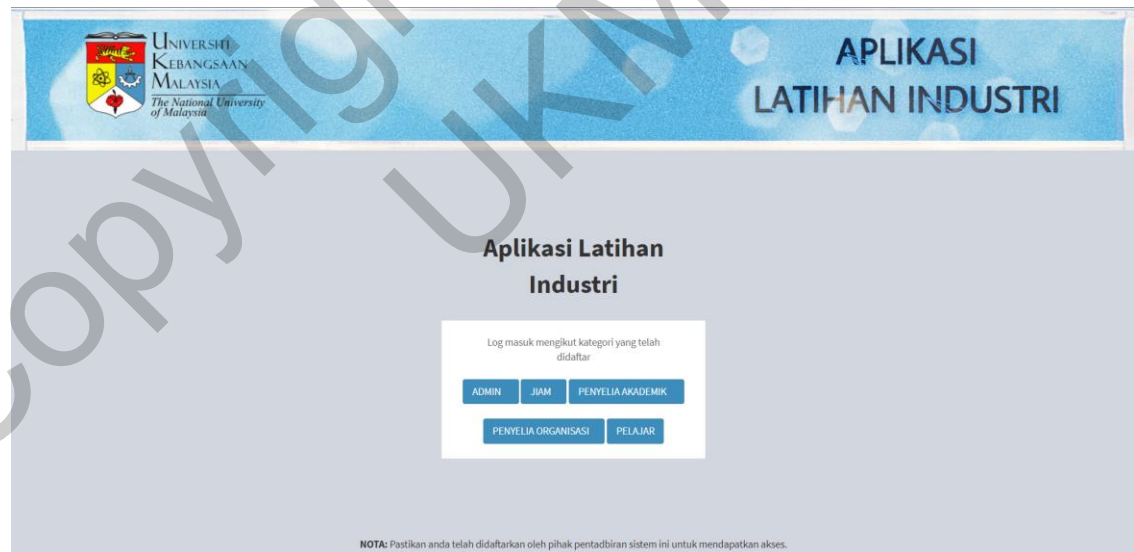 UNIVERSITI
KEBANGSAAN
MALAYSIA
The National University
of Malaysia
APLIKASI
LATIHAN INDUSTRI
Aplikasi Latihan
Industri
Log masuk mengikut kategori yang telah
didaftar
ADMIN JIAM PENYELIA AKADEMIK
PENYELIA ORGANISASI PELAJAR
NOTA: Pastikan anda telah didaftarkan oleh pihak pentadbiran sistem ini untuk mendapatkan akses.
Copyrigh
UKM